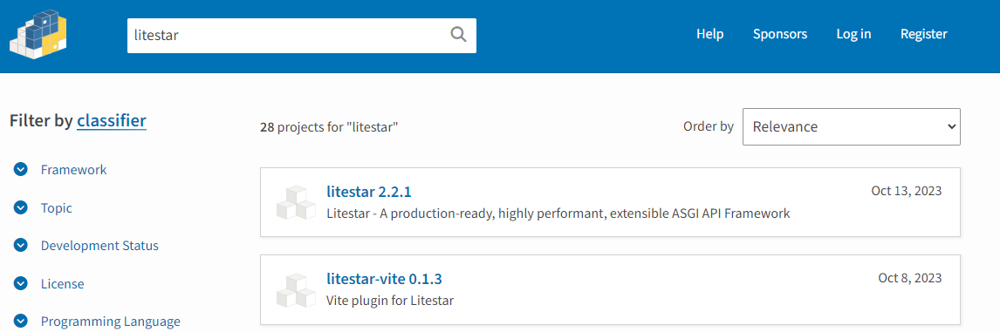 litestar
Help Sponsors Log in Register
Filter by classifier
28 projects for "litestar"
Order by Relevance
Framework
Topic
Development Status
License
Programming Language
litestar 2.2.1
Oct 13, 2023
Litestar - A production-ready, highly performant, extensible ASGI API Framework
litestar-vite 0.1.3
Oct 8, 2023
Vite plugin for Litestar